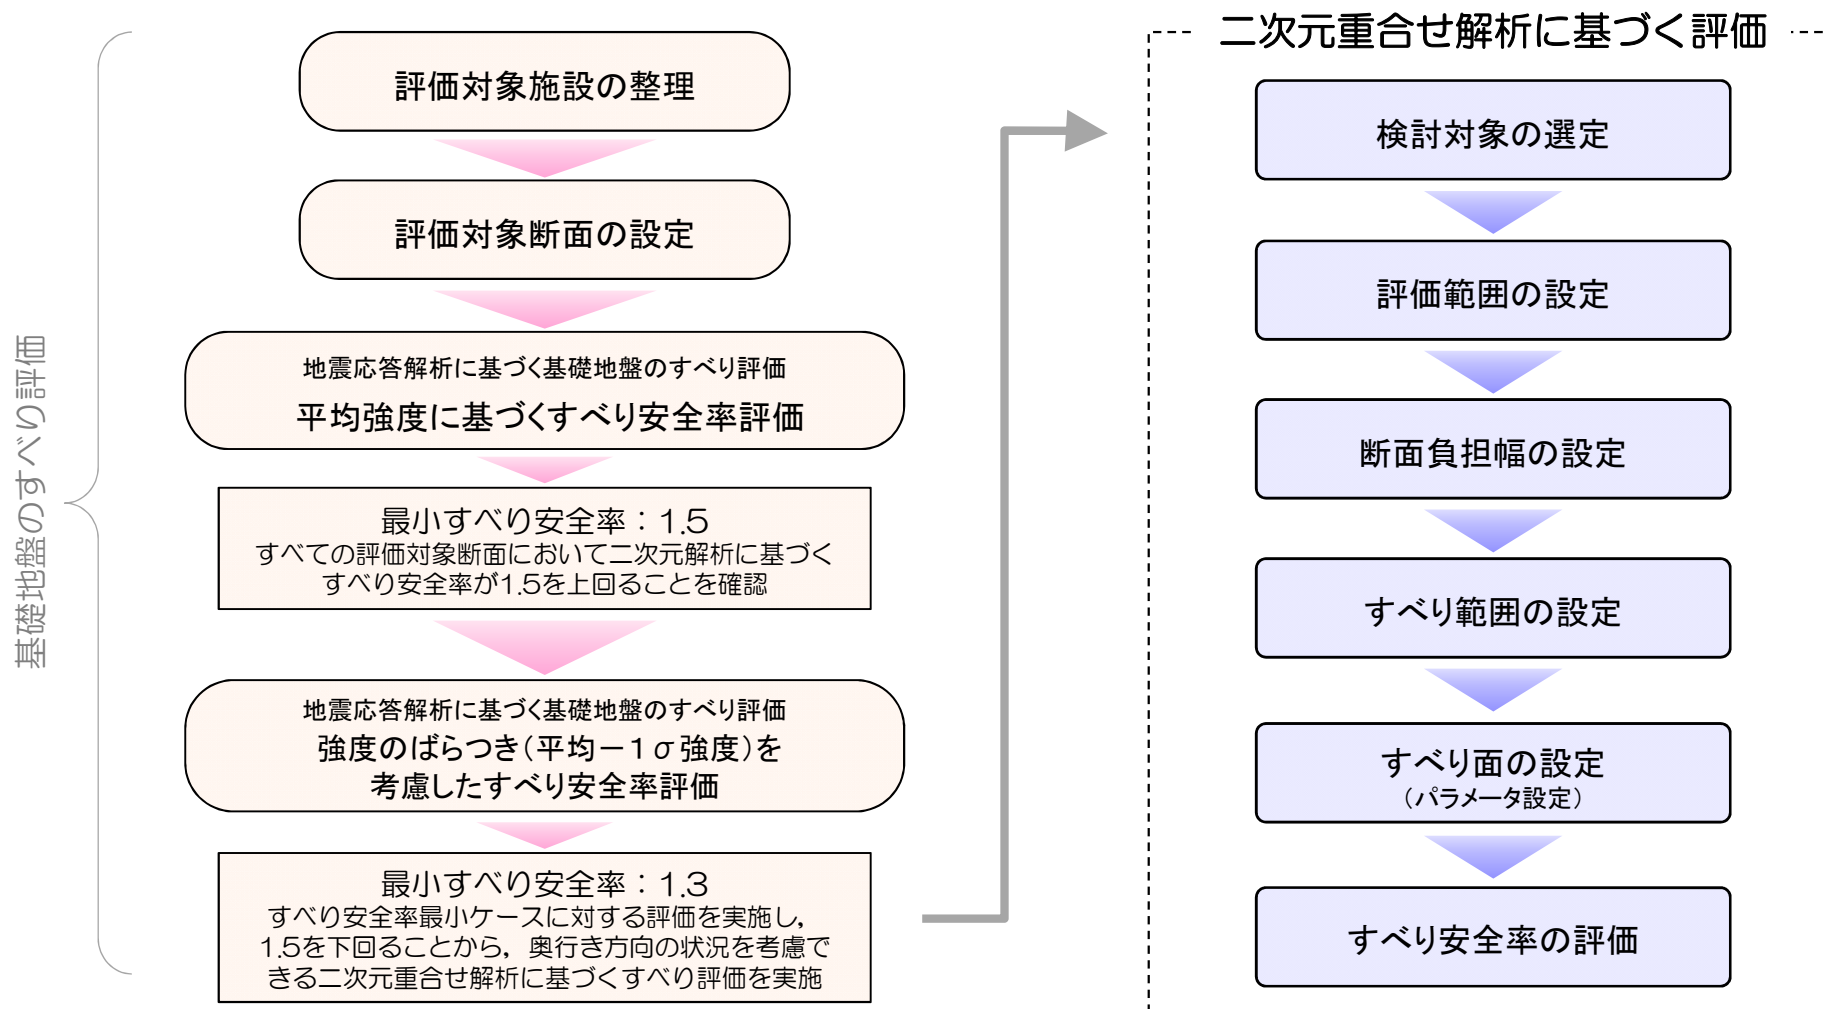 基礎地盤のすべり評価
評価対象施設の整理
評価対象断面の設定
地震応答解析に基づく基礎地盤のすべり評価
平均強度に基づくすべり安全率評価
最小すべり安全率：1.5
すべての評価対象断面において二次元解析に基づく
すべり安全率が1.5を上回ることを確認
地震応答解析に基づく基礎地盤のすべり評価
強度のばらつき（平均－１σ強度）を
考慮したすべり安全率評価
最小すべり安全率：1.3
すべり安全率最小ケースに対する評価を実施し，
1.5を下回ることから，奥行き方向の状況を考慮で
きる二次元重合せ解析に基づくすべり評価を実施
二次元重合せ解析に基づく評価
検討対象の選定
評価範囲の設定
断面負担幅の設定
すべり範囲の設定
すべり面の設定
（パラメータ設定）
すべり安全率の評価